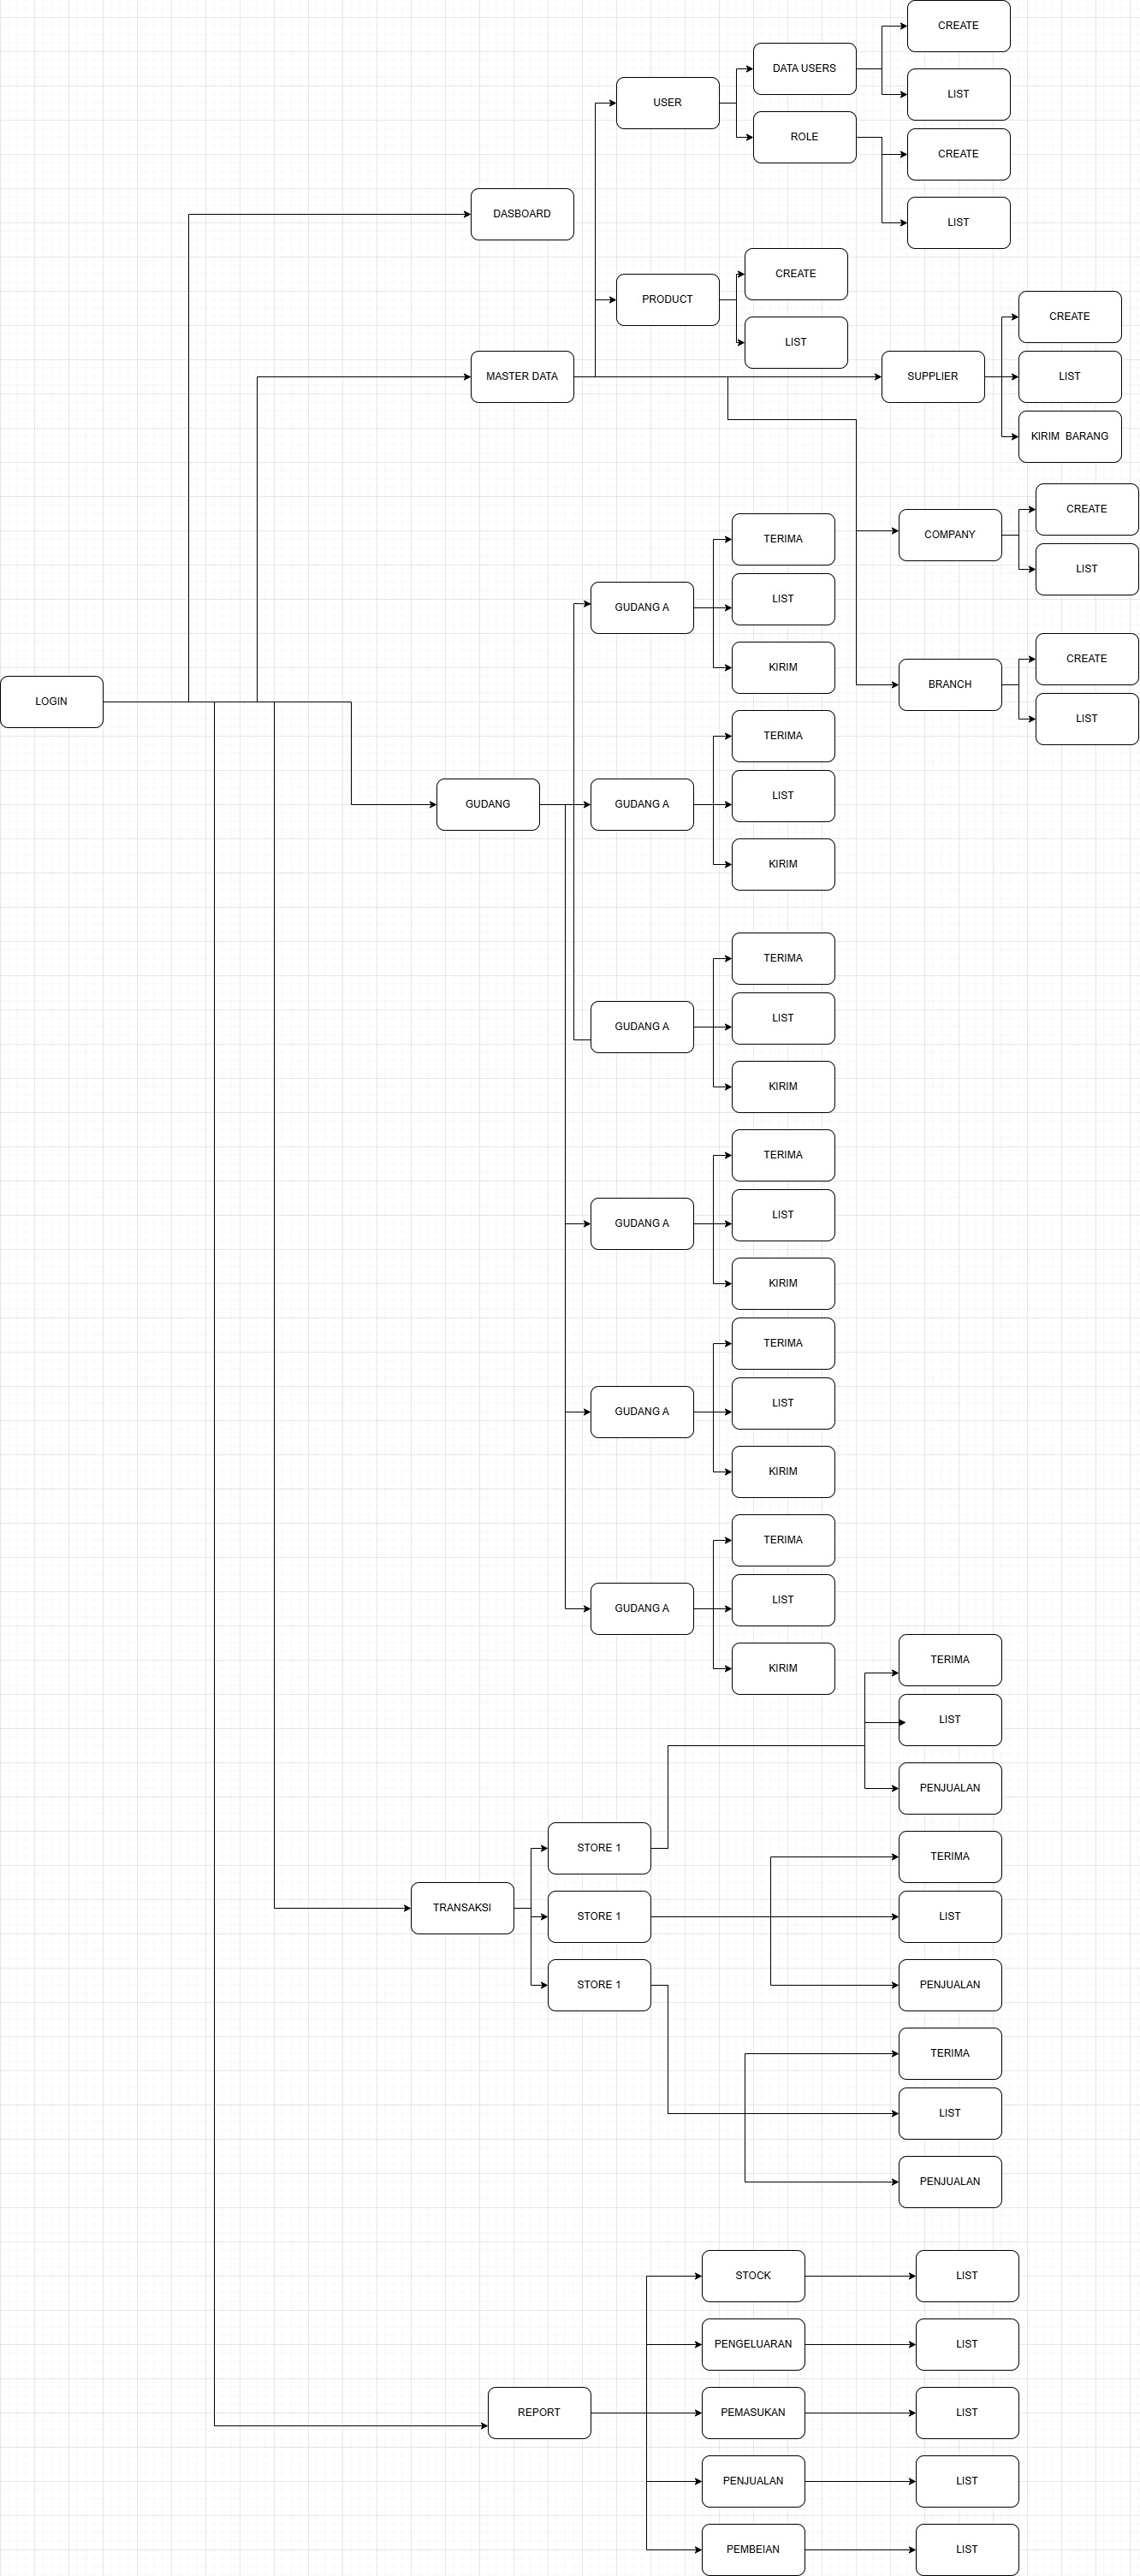 LOGIN
DASBOARD
MASTER DATA
USER
DATA USERS
CREATE
LIST
ROLE
CREATE
LIST
PRODUCT
CREATE
LIST
SUPPLIER
CREATE
LIST
KIRIM BARANG
COMPANY
CREATE
LIST
BRANCH
CREATE
LIST
GUDANG
GUDANG A
TERIMA
LIST
KIRIM
GUDANG A
TERIMA
LIST
KIRIM
GUDANG A
TERIMA
LIST
KIRIM
GUDANG A
TERIMA
LIST
KIRIM
GUDANG A
TERIMA
LIST
KIRIM
GUDANG A
TERIMA
LIST
KIRIM
TRANSAKSI
STORE 1
TERIMA
LIST
PENJUALAN
STORE 1
TERIMA
LIST
PENJUALAN
STORE 1
TERIMA
LIST
PENJUALAN
REPORT
STOCK
LIST
PENGELUARAN
LIST
PEMASUKAN
LIST
PENJUALAN
LIST
PEMBEIAN
LIST